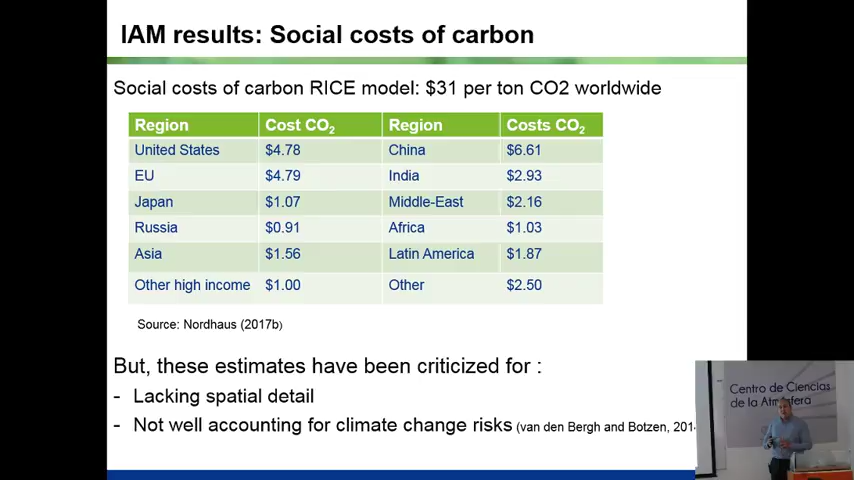 IAM results: Social costs of carbon
Social costs of carbon RICE model: $31 per ton CO2 worldwide
Region Cost CO₂ Region Costs CO₂
United States $4.78 China $6.61
EU $4.79 India $2.93
Japan $1.07 Middle-East $2.16
Russia $0.91 Africa $1.03
Asia $1.56 Latin America $1.87
Other high income $1.00 Other $2.50
Source: Nordhaus (2017b)
But, these estimates have been criticized for :
- Lacking spatial detail
- Not well accounting for climate change risks (van den Bergh and Botzen, 201
Centro de Ciencias
de la Atmósfera